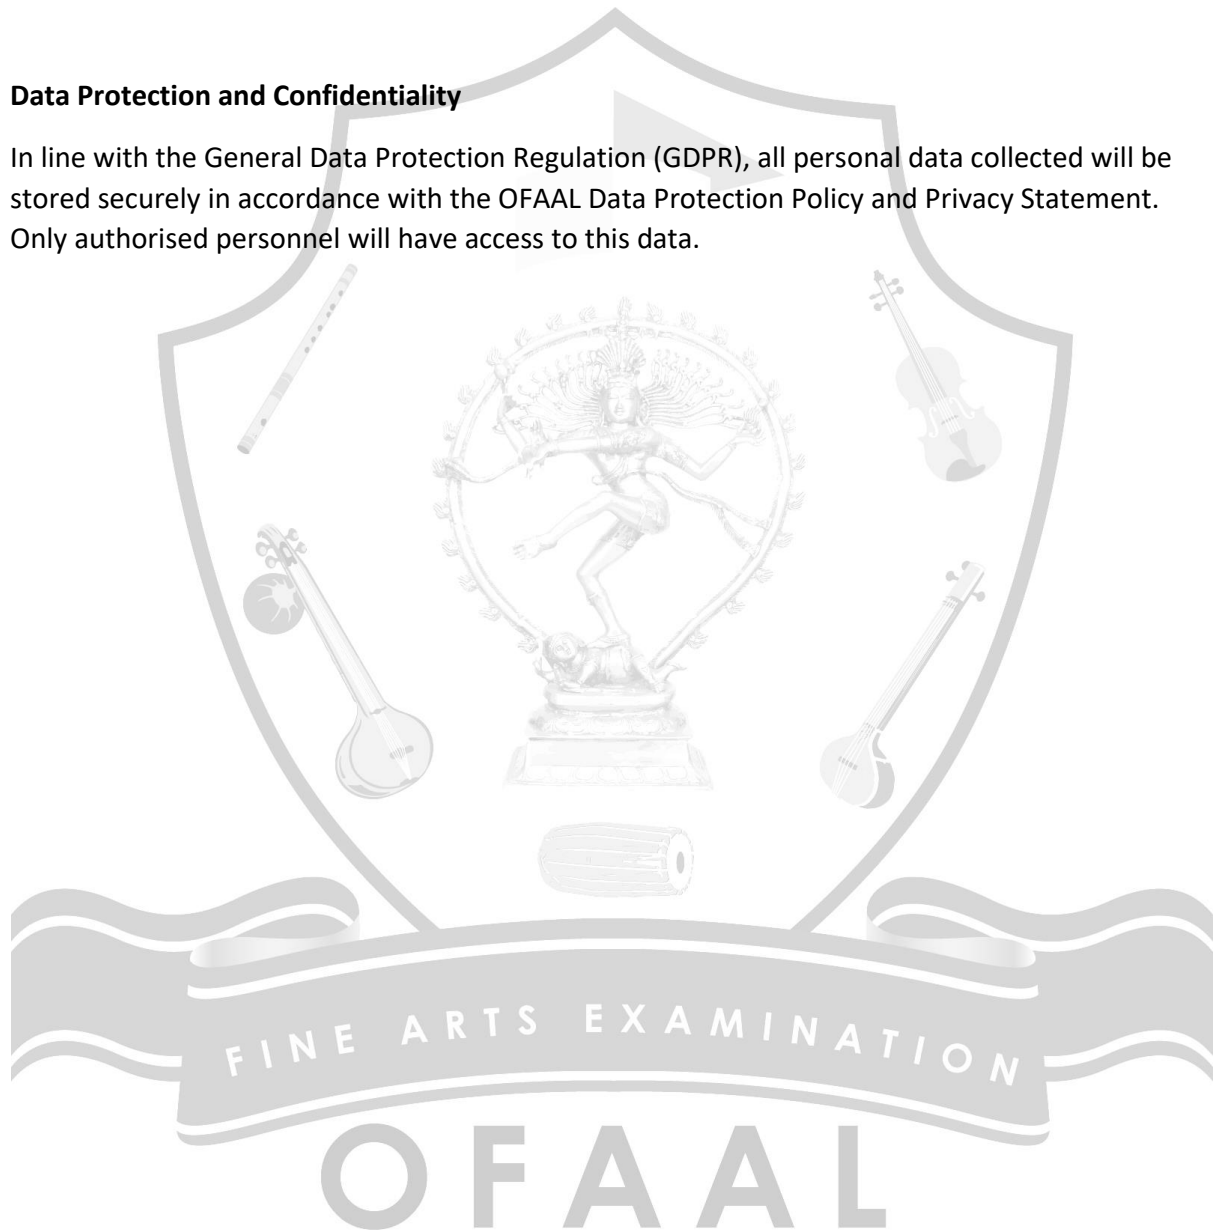 Data Protection and Confidentiality
In line with the General Data Protection Regulation (GDPR), all personal data collected will be
stored securely in accordance with the OFAAL Data Protection Policy and Privacy Statement.
Only authorised personnel will have access to this data.
FINE ARTS EXAMINATION
OFAAL